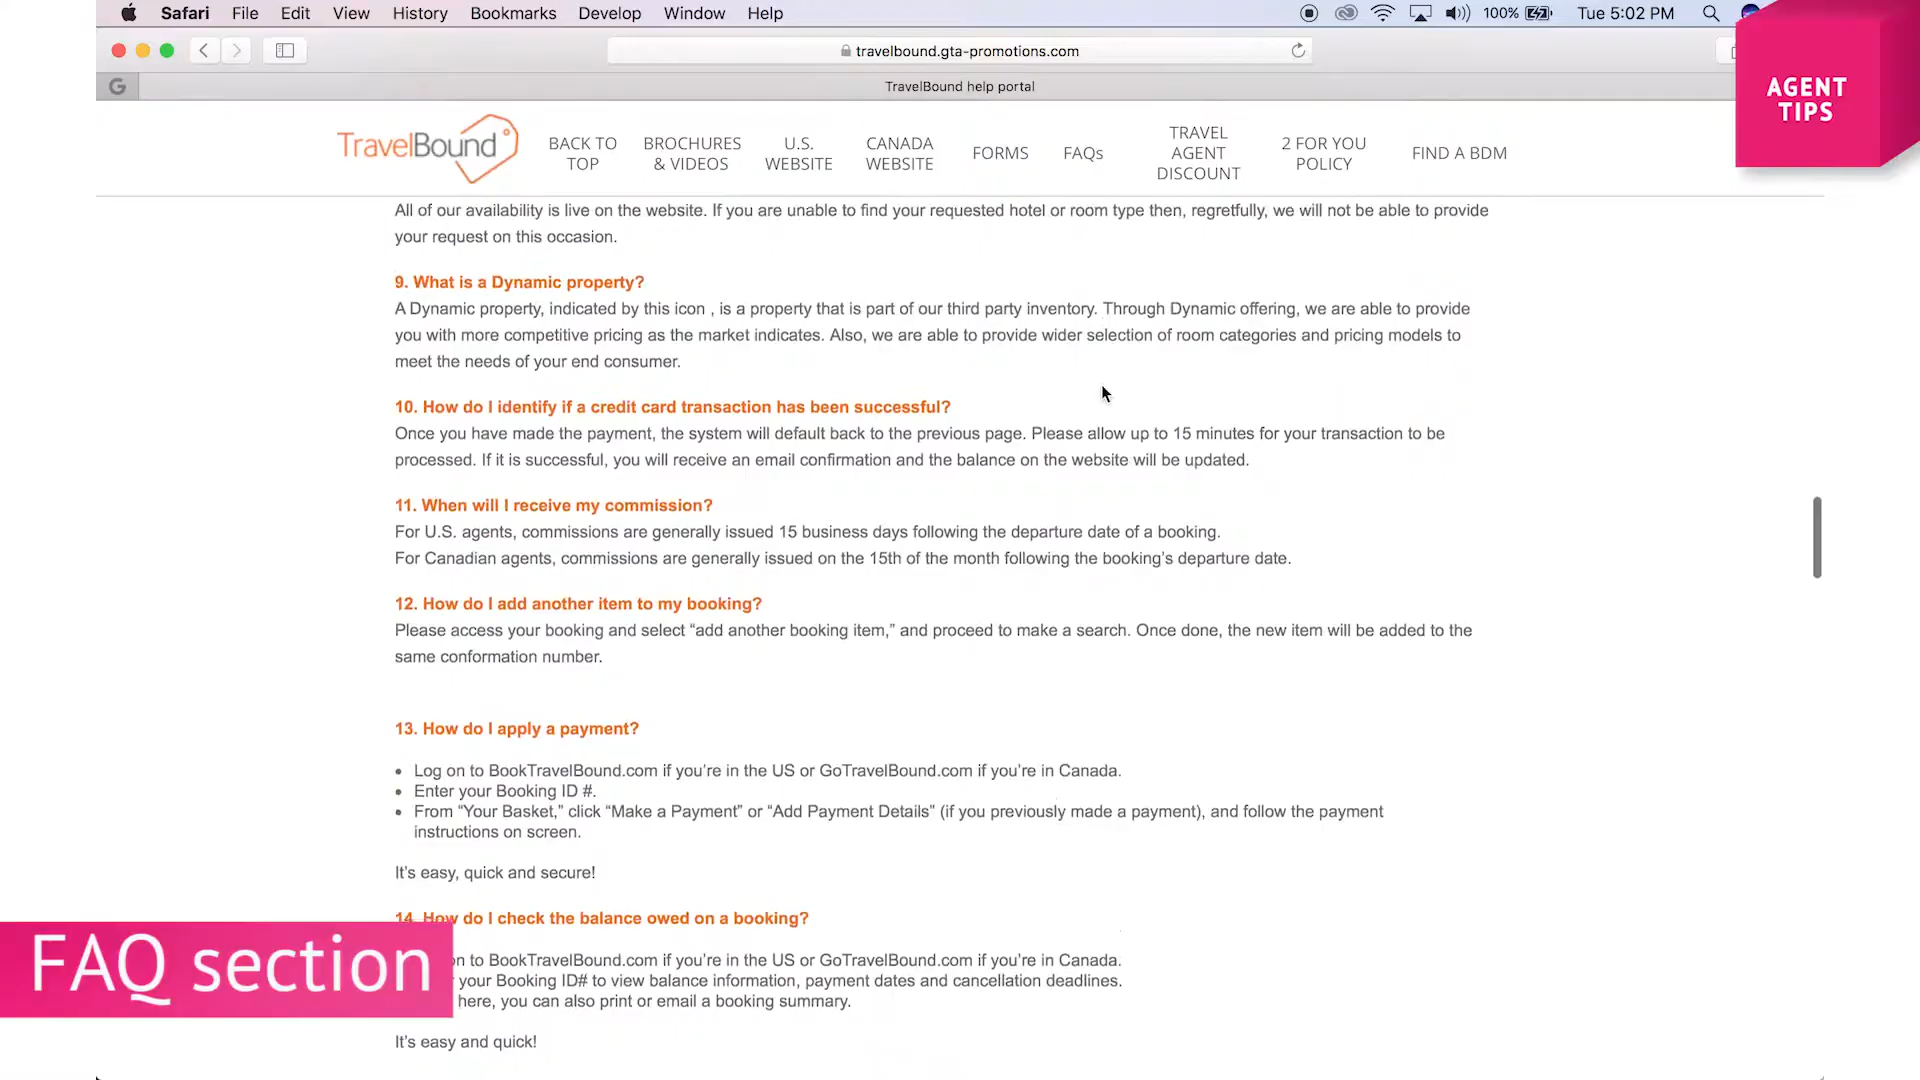 Safari File Edit View History Bookmarks Develop Window Help 100% Tue 5:02 PM
travelbound.gta-promotions.com
G
TravelBound help portal
AGENT
TIPS
TravelBound
BACK TO
TOP
BROCHURES
& VIDEOS
U.S.
WEBSITE
CANADA
WEBSITE
FORMS
FAQs
TRAVEL
AGENT
DISCOUNT
2 FOR YOU
POLICY
FIND A BDM
All of our availability is live on the website. If you are unable to find your requested hotel or room type then, regretfully, we will not be able to provide
your request on this occasion.
9. What is a Dynamic property?
A Dynamic property, indicated by this icon , is a property that is part of our third party inventory. Through Dynamic offering, we are able to provide
you with more competitive pricing as the market indicates. Also, we are able to provide wider selection of room categories and pricing models to
meet the needs of your end consumer.
10. How do I identify if a credit card transaction has been successful?
Once you have made the payment, the system will default back to the previous page. Please allow up to 15 minutes for your transaction to be
processed. If it is successful, you will receive an email confirmation and the balance on the website will be updated.
11. When will I receive my commission?
For U.S. agents, commissions are generally issued 15 business days following the departure date of a booking.
For Canadian agents, commissions are generally issued on the 15th of the month following the booking’s departure date.
12. How do I add another item to my booking?
Please access your booking and select “add another booking item,” and proceed to make a search. Once done, the new item will be added to the
same conformation number.
13. How do I apply a payment?
• Log on to BookTravelBound.com if you’re in the US or GoTravelBound.com if you’re in Canada.
• Enter your Booking ID #.
• From “Your Basket,” click “Make a Payment” or “Add Payment Details” (if you previously made a payment), and follow the payment
instructions on screen.
It’s easy, quick and secure!
14. How do I check the balance owed on a booking?
on to BookTravelBound.com if you’re in the US or GoTravelBound.com if you’re in Canada.
your Booking ID# to view balance information, payment dates and cancellation deadlines.
here, you can also print or email a booking summary.
It’s easy and quick!
FAQ section